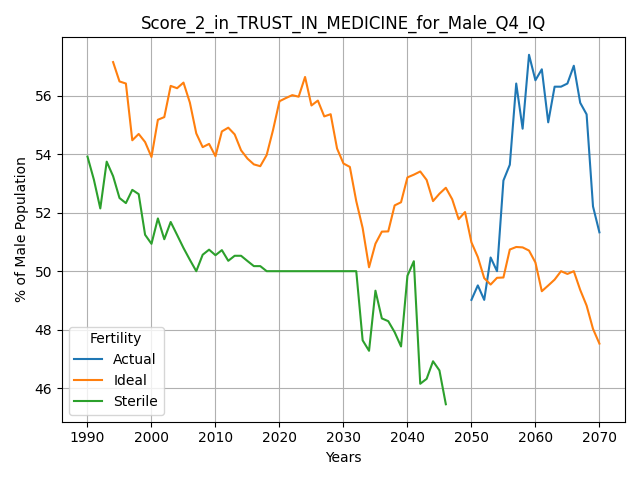 Score_2_in_TRUST_IN_MEDICINE_for_Male_Q4_IQ
% of Male Population
56
54
52
50
48
46
Fertility
Actual
Ideal
Sterile
1990 2000 2010 2020 2030 2040 2050 2060 2070
Years